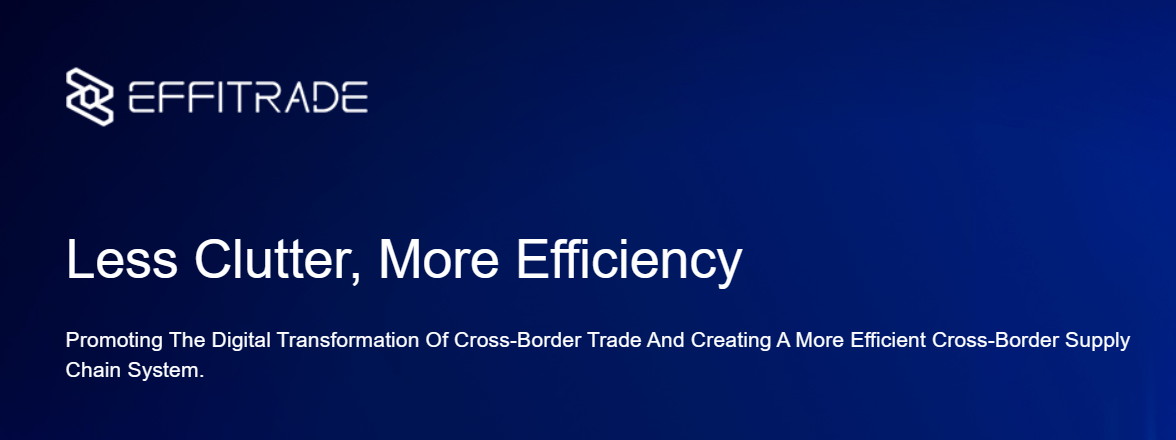 EFFITRADE
Less Clutter, More Efficiency
Promoting The Digital Transformation Of Cross-Border Trade And Creating A More Efficient Cross-Border Supply
Chain System.